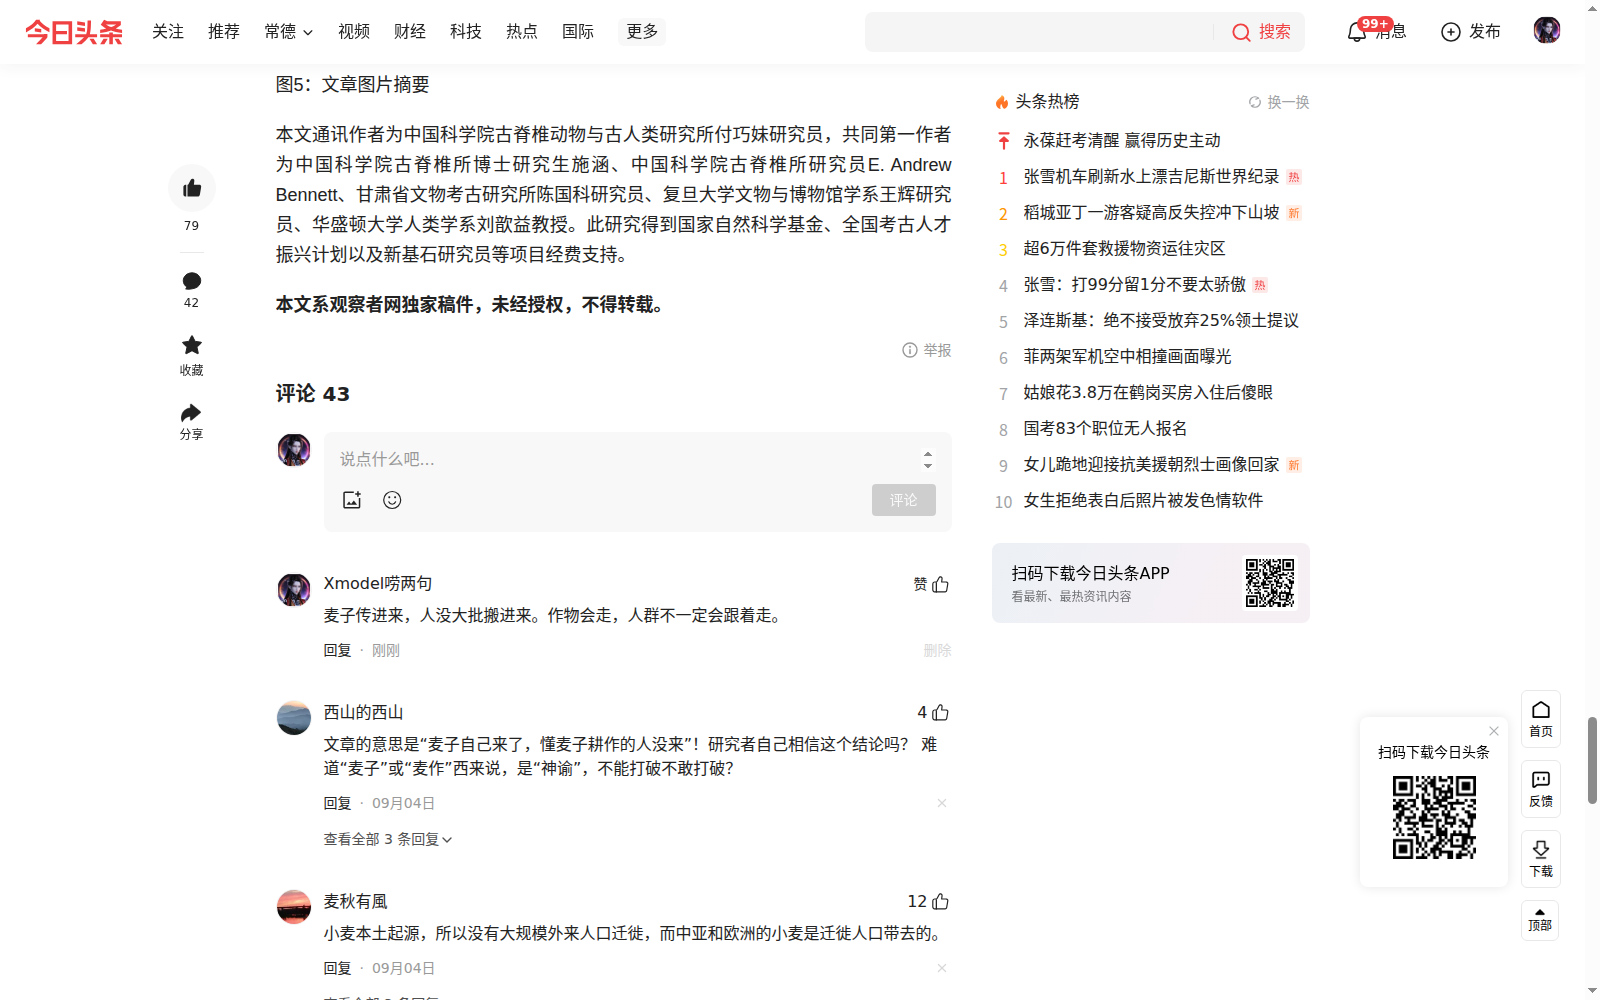 今日头条
关注
推荐
常德
视频
财经
科技
热点
国际
更多
搜索
99+
消息
发布
图5：文章图片摘要
本文通讯作者为中国科学院古脊椎动物与古人类研究所付巧妹研究员，共同第一作者
为中国科学院古脊椎所博士研究生施涵、中国科学院古脊椎所研究员E. Andrew
Bennett、甘肃省文物考古研究所陈国科研究员、复旦大学文物与博物馆学系王辉研究
员、华盛顿大学人类学系刘歆益教授。此研究得到国家自然科学基金、全国考古人才
振兴计划以及新基石研究员等项目经费支持。
本文系观察者网独家稿件，未经授权，不得转载。
举报
79
42
收藏
分享
评论 43
说点什么吧...
评论
Xmodel唠两句
赞
麦子传进来，人没大批搬进来。作物会走，人群不一定会跟着走。
回复 · 刚刚
删除
西山的西山
4
文章的意思是“麦子自己来了，懂麦子耕作的人没来”！研究者自己相信这个结论吗？ 难
道“麦子”或“麦作”西来说，是“神谕”，不能打破不敢打破？
回复 · 09月04日
查看全部 3 条回复
麦秋有風
12
小麦本土起源，所以没有大规模外来人口迁徙，而中亚和欧洲的小麦是迁徙人口带去的。
回复 · 09月04日
头条热榜
换一换
永葆赶考清醒 赢得历史主动
1 张雪机车刷新水上漂吉尼斯世界纪录 热
2 稻城亚丁一游客疑高反失控冲下山坡 新
3 超6万件套救援物资运往灾区
4 张雪：打99分留1分不要太骄傲 热
5 泽连斯基：绝不接受放弃25%领土提议
6 菲两架军机空中相撞画面曝光
7 姑娘花3.8万在鹤岗买房入住后傻眼
8 国考83个职位无人报名
9 女儿跪地迎接抗美援朝烈士画像回家 新
10 女生拒绝表白后照片被发色情软件
扫码下载今日头条APP
看最新、最热资讯内容
扫码下载今日头条
首页
反馈
下载
顶部